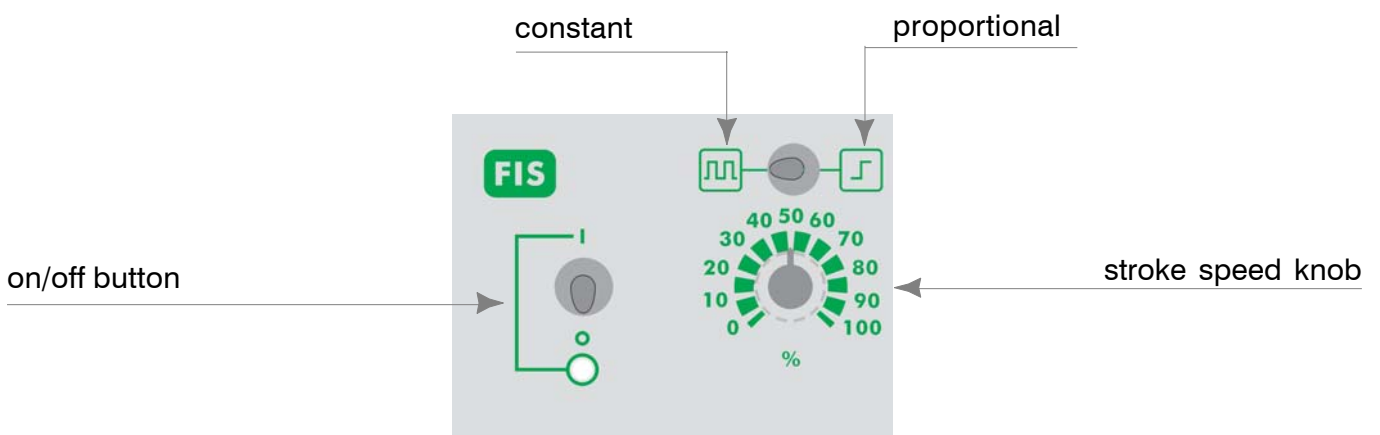 constant
proportional
FIS
I
40 50 60
30 70
on/off button
20 80
stroke speed knob
10 90
0 100
O
%